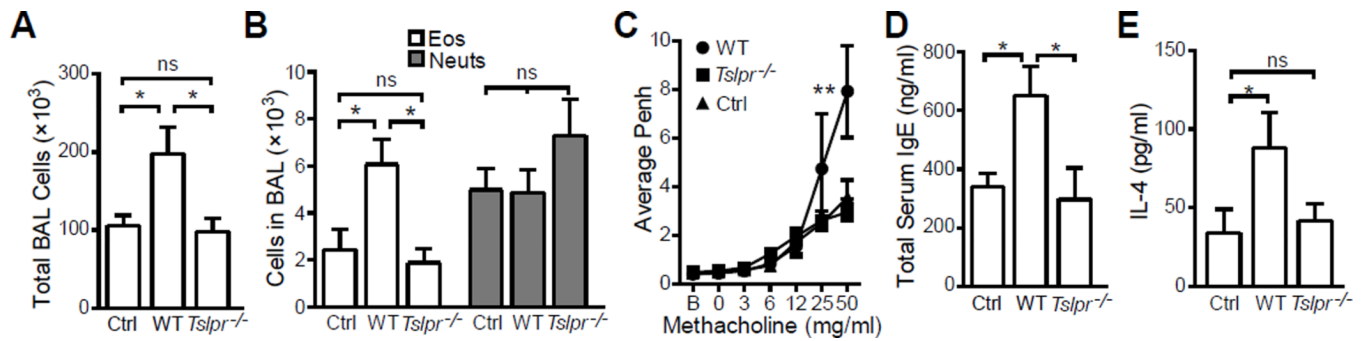 A
Total BAL Cells (×10³)
300
200
100
0
ns
* *
Ctrl WT Tslpr⁻/⁻
B
Eos
Neuts
Cells in BAL (×10³)
10
8
6
4
2
0
ns
* *
ns
Ctrl WT Tslpr⁻/⁻ Ctrl WT Tslpr⁻/⁻
C
WT
Tslpr⁻/⁻
Ctrl
Average Penh
10
8
6
4
2
0
**
B 0 3 6 12 25 50
Methacholine (mg/ml)
D
Total Serum IgE (ng/ml)
800
600
400
300
0
* *
Ctrl WT Tslpr⁻/⁻
E
IL-4 (pg/ml)
150
100
50
0
ns
*
Ctrl WT Tslpr⁻/⁻